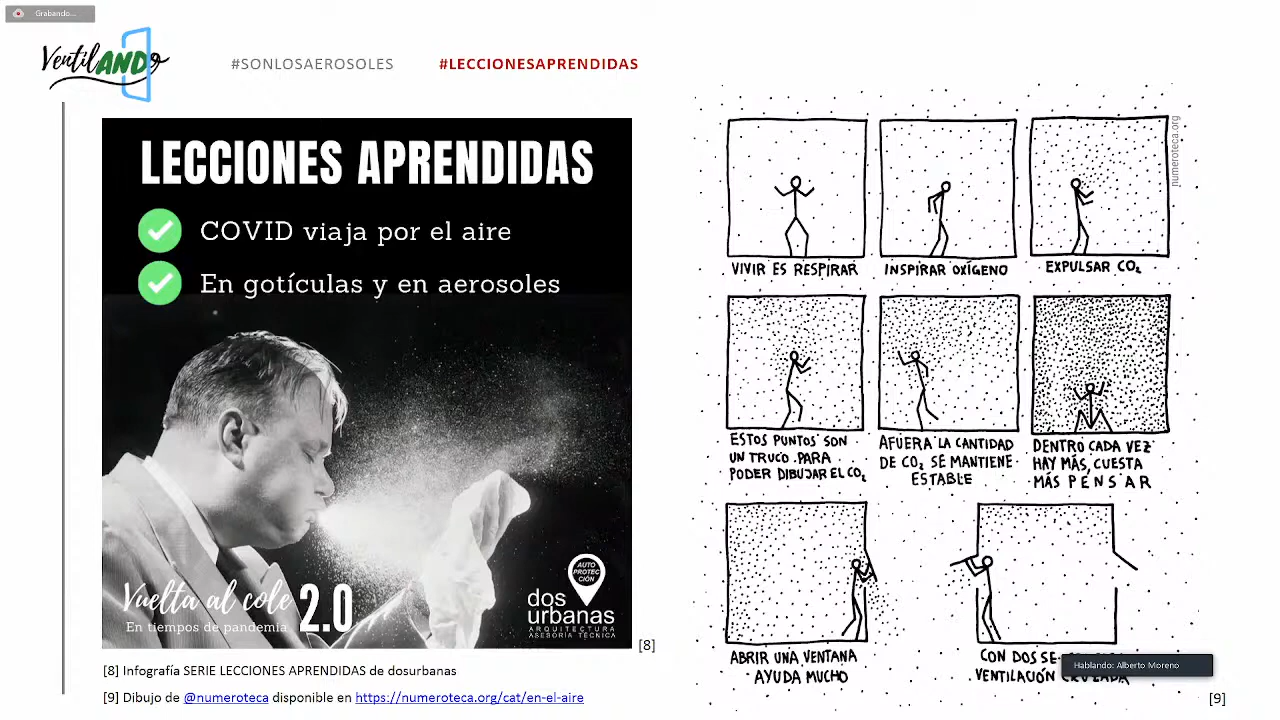 Grabando...
VentilANDo
#SONLOSAEROSOLES
#LECCIONESAPRENDIDAS
LECCIONES APRENDIDAS
COVID viaja por el aire
En gotículas y en aerosoles
Vuelta al cole 2.0
En tiempos de pandemia
AUTO
PROTEC
CIÓN
dos
urbanas
ARQUITECTURA
ASESORÍA TÉCNICA
[8]
[8] Infografía SERIE LECCIONES APRENDIDAS de dosurbanas
[9] Dibujo de @numeroteca disponible en https://numeroteca.org/cat/en-el-aire
numeroteca.org
VIVIR ES RESPIRAR
INSPIRAR OXÍGENO
EXPULSAR CO₂
ESTOS PUNTOS SON
UN TRUCO PARA
PODER DIBUJAR EL CO₂
AFUERA LA CANTIDAD
DE CO₂ SE MANTIENE
ESTABLE
DENTRO CADA VEZ
HAY MÁS, CUESTA
MÁS PENSAR
ABRIR UNA VENTANA
AYUDA MUCHO
CON DOS SE
VENTILACIÓN CRUZADA
Hablando: Alberto Moreno
[9]